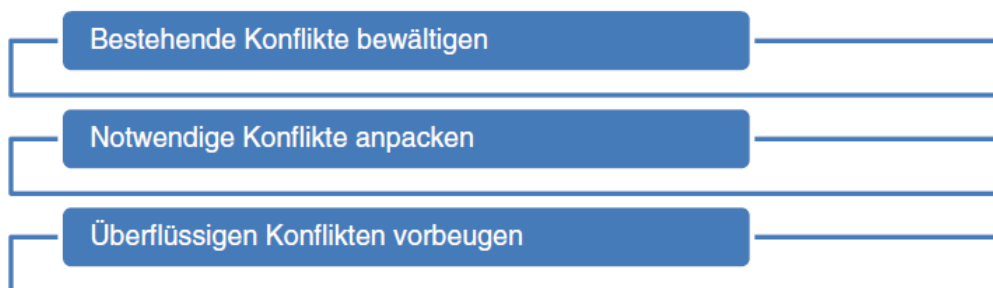 Bestehende Konflikte bewältigen
Notwendige Konflikte anpacken
Überflüssigen Konflikten vorbeugen